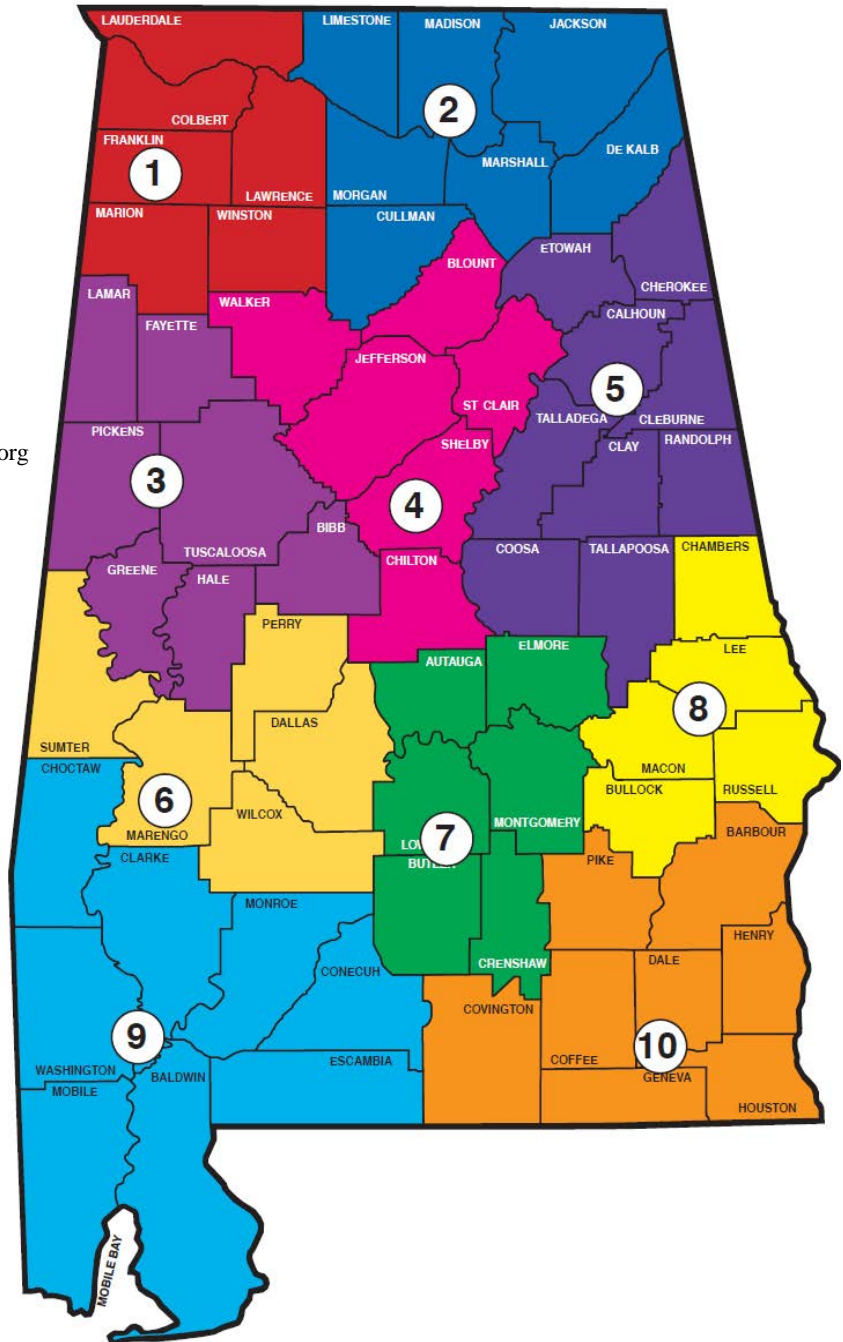 LAUDERDALE
LIMESTONE
MADISON
JACKSON
COLBERT
2
FRANKLIN
1
LAWRENCE
MORGAN
MARSHALL
DE KALB
MARION
WINSTON
CULLMAN
ETOWAH
BLOUNT
CHEROKEE
LAMAR
WALKER
CALHOUN
FAYETTE
JEFFERSON
5
ST CLAIR
TALLADEGA
CLEBURNE
PICKENS
SHELBY
CLAY
RANDOLPH
org
3
4
BIBB
TUSCALOOSA
COOSA
TALLAPOOSA
CHAMBERS
GREENE
HALE
CHILTON
PERRY
ELMORE
LEE
AUTAUGA
8
DALLAS
SUMTER
CHOCTAW
MACON
6
BULLOCK
RUSSELL
WILCOX
MARENGO
LOW
7
MONTGOMERY
BARBOUR
CLARKE
BUTLER
PIKE
MONROE
HENRY
CONECUH
CRENSHAW
DALE
COVINGTON
9
10
WASHINGTON
BALDWIN
ESCAMBIA
COFFEE
MOBILE
GENEVA
HOUSTON
MOBILE BAY